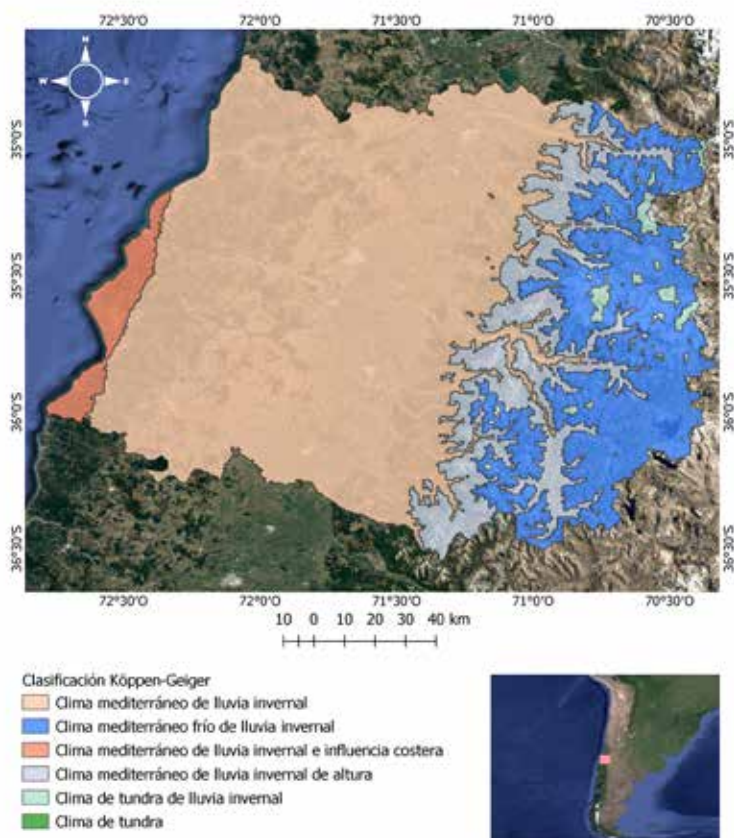 72°30'O 72°0'O 71°30'O 71°0'O 70°30'O
N
W E
S
35°0'S 35°0'S
35°30'S 35°30'S
36°0'S 36°0'S
36°30'S 36°30'S
72°30'O 72°0'O 71°30'O 71°0'O 70°30'O
10 0 10 20 30 40 km
Clasificación Köppen-Geiger
Clima mediterráneo de lluvia invernal
Clima mediterráneo frío de lluvia invernal
Clima mediterráneo de lluvia invernal e influencia costera
Clima mediterráneo de lluvia invernal de altura
Clima de tundra de lluvia invernal
Clima de tundra